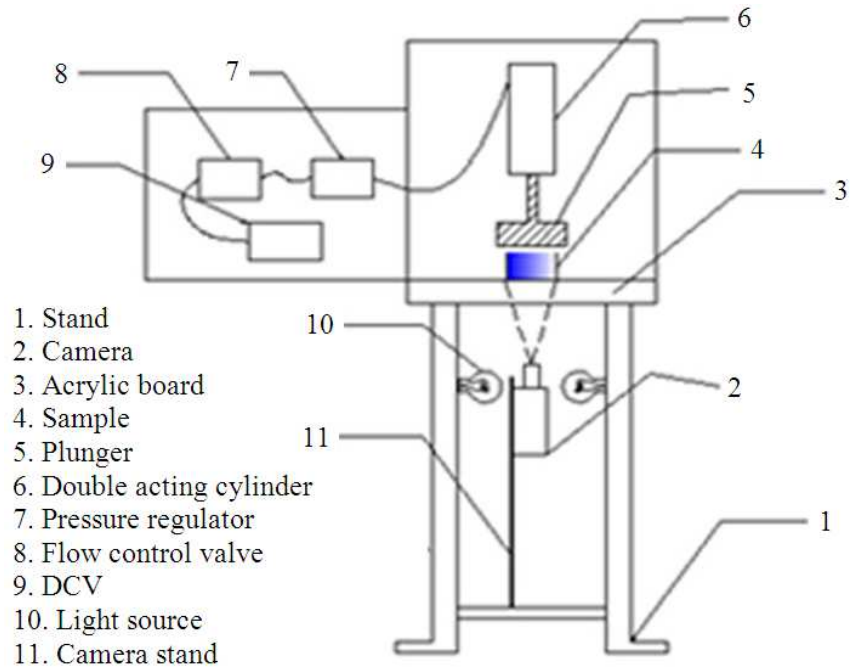 6
8
7
5
9
4
3
1. Stand
2. Camera
3. Acrylic board
4. Sample
5. Plunger
6. Double acting cylinder
7. Pressure regulator
8. Flow control valve
9. DCV
10. Light source
11. Camera stand
10
2
11
1